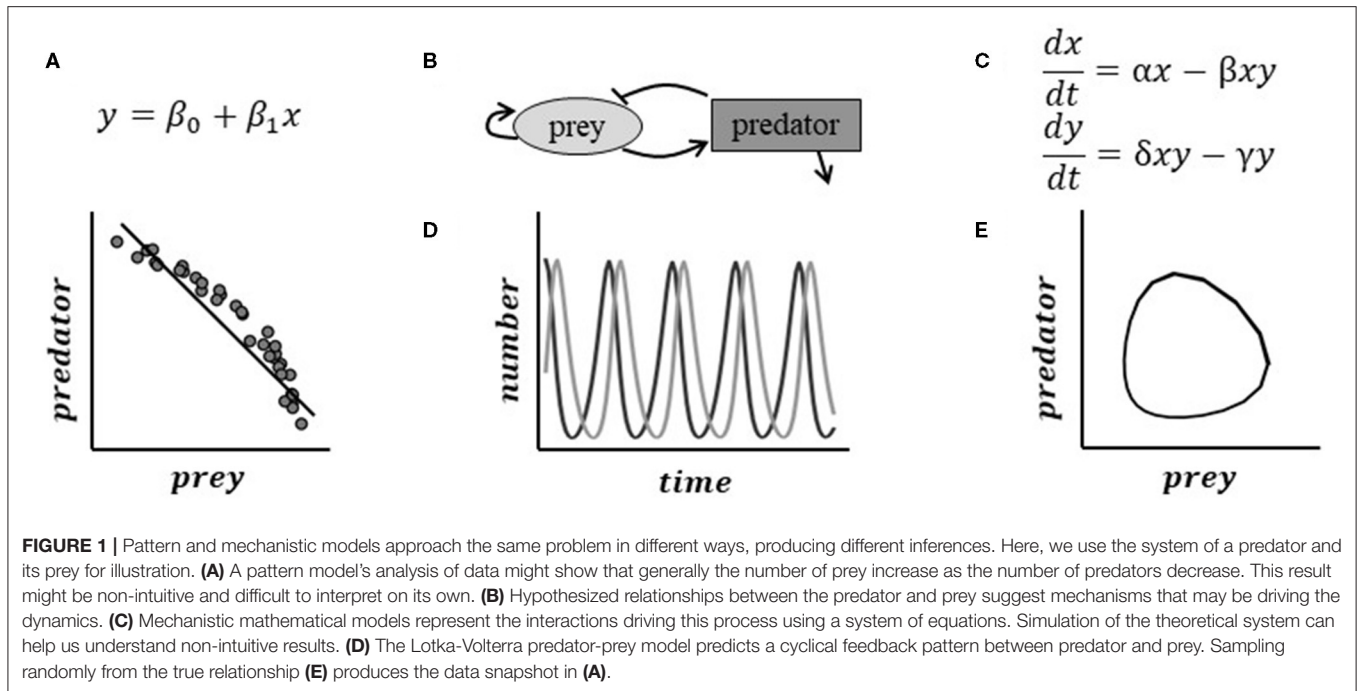 A
y = β₀ + β₁x
predator
prey
B
prey
predator
C
dx/dt = αx − βxy
dy/dt = δxy − γy
D
number
time
E
predator
prey
FIGURE 1 | Pattern and mechanistic models approach the same problem in different ways, producing different inferences. Here, we use the system of a predator and
its prey for illustration. (A) A pattern model’s analysis of data might show that generally the number of prey increase as the number of predators decrease. This result
might be non-intuitive and difficult to interpret on its own. (B) Hypothesized relationships between the predator and prey suggest mechanisms that may be driving the
dynamics. (C) Mechanistic mathematical models represent the interactions driving this process using a system of equations. Simulation of the theoretical system can
help us understand non-intuitive results. (D) The Lotka-Volterra predator-prey model predicts a cyclical feedback pattern between predator and prey. Sampling
randomly from the true relationship (E) produces the data snapshot in (A).